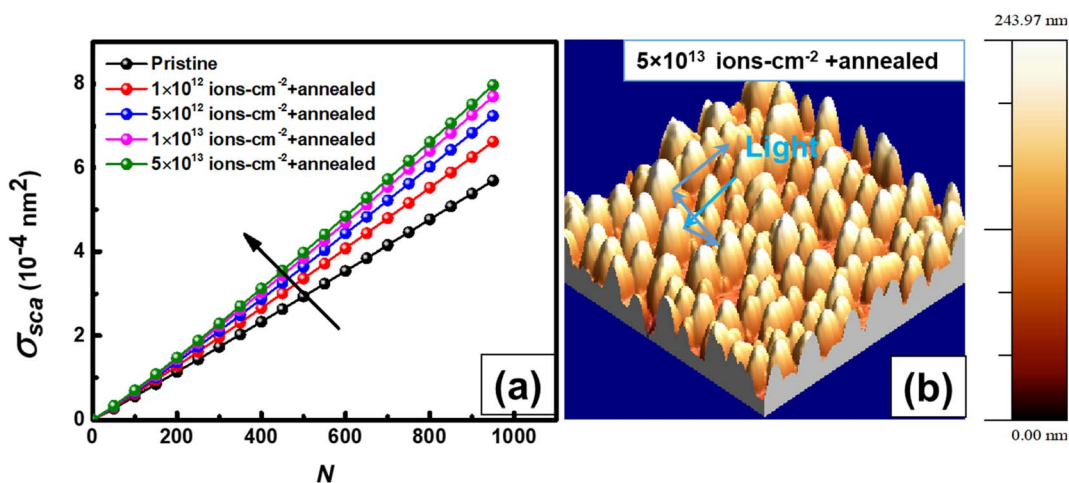 σsca (10⁻⁴ nm²)
8
6
4
2
0
Pristine
1×10¹² ions-cm⁻²+annealed
5×10¹² ions-cm⁻²+annealed
1×10¹³ ions-cm⁻²+annealed
5×10¹³ ions-cm⁻²+annealed
(a)
0 200 400 600 800 1000
N
5×10¹³ ions-cm⁻² +annealed
Light
(b)
243.97 nm
0.00 nm